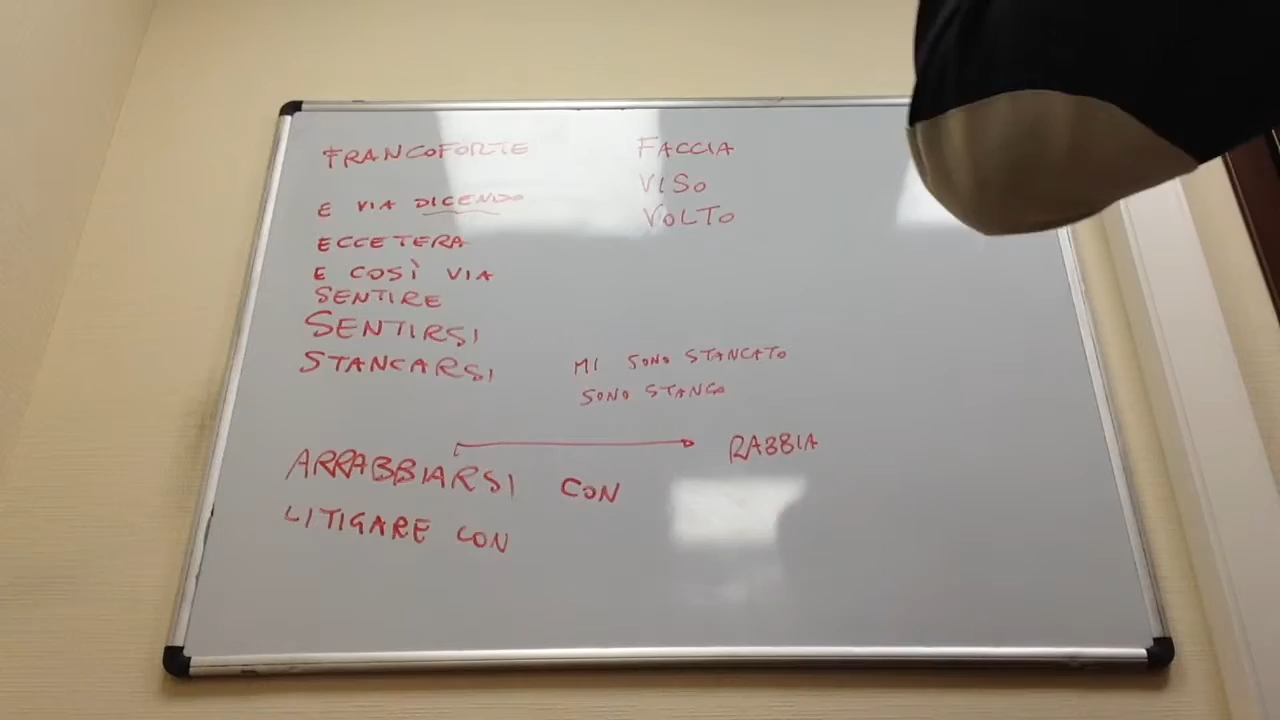 FRANCOFORTE
E VIA DICENDO
ECCETERA
E COSÌ VIA
SENTIRE
SENTIRSI
STANCARSI
FACCIA
VISO
VOLTO
MI SONO STANCATO
SONO STANCO
RABBIA
ARRABBIARSI CON
LITIGARE CON